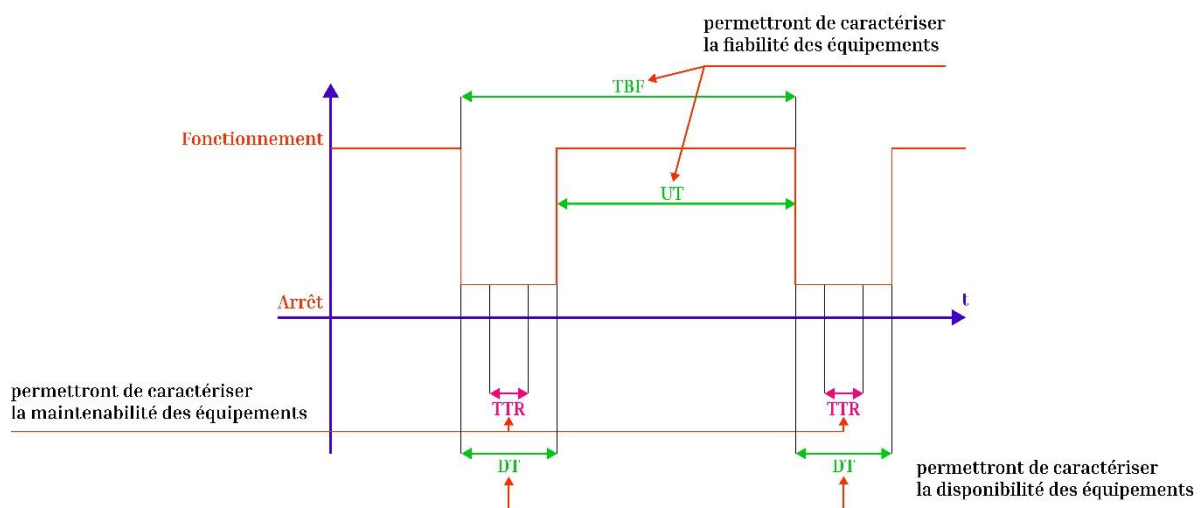 permettront de caractériser
la fiabilité des équipements
TBF
Fonctionnement
UT
Arrêt
t
permettront de caractériser
la maintenabilité des équipements
TTR
TTR
DT
DT
permettront de caractériser
la disponibilité des équipements